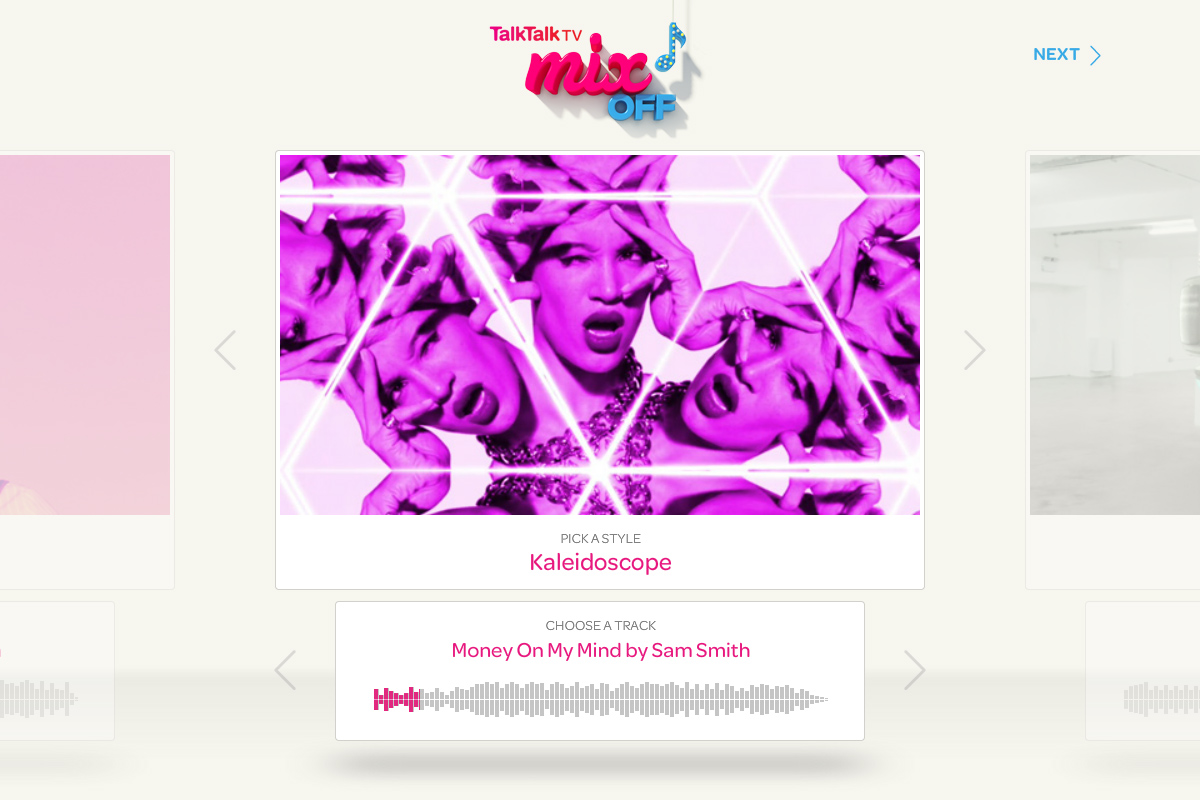 TalkTalk TV
mix
OFF
NEXT
PICK A STYLE
Kaleidoscope
CHOOSE A TRACK
Money On My Mind by Sam Smith